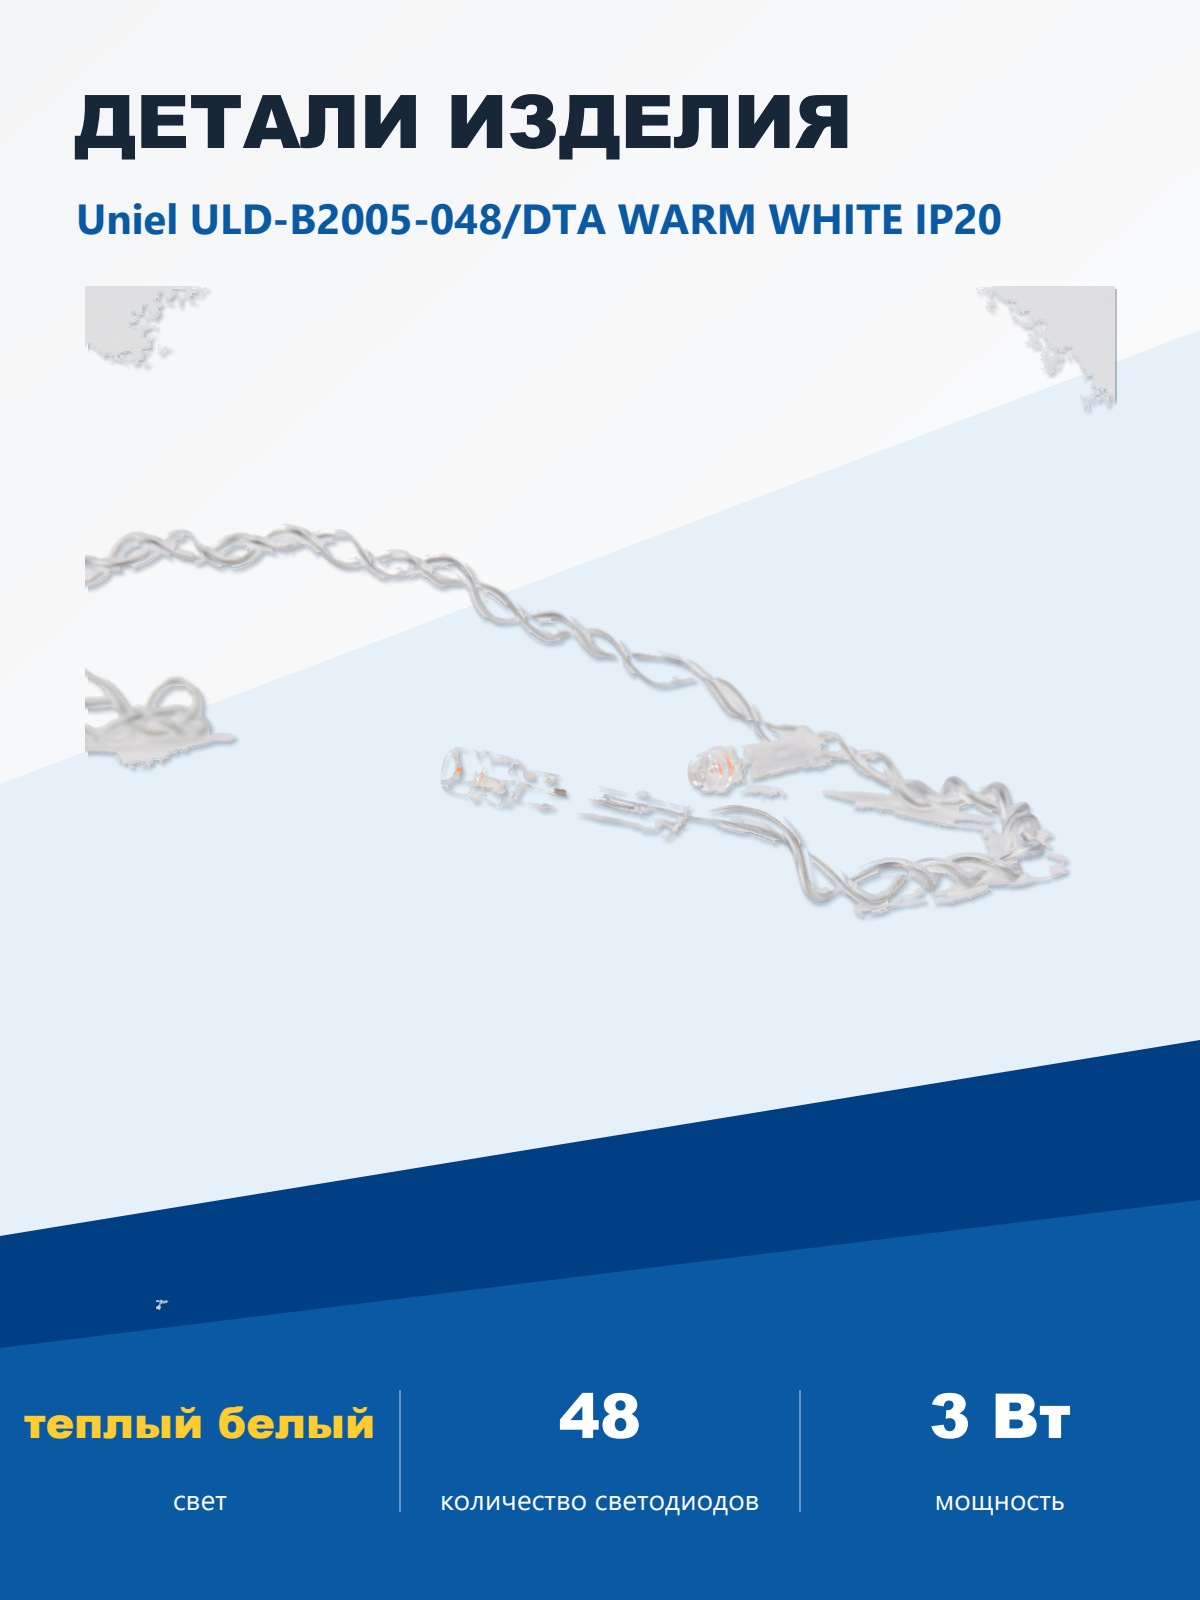 ДЕТАЛИ ИЗДЕЛИЯ
Uniel ULD-B2005-048/DTA WARM WHITE IP20
теплый белый
свет
48
количество светодиодов
3 Вт
мощность